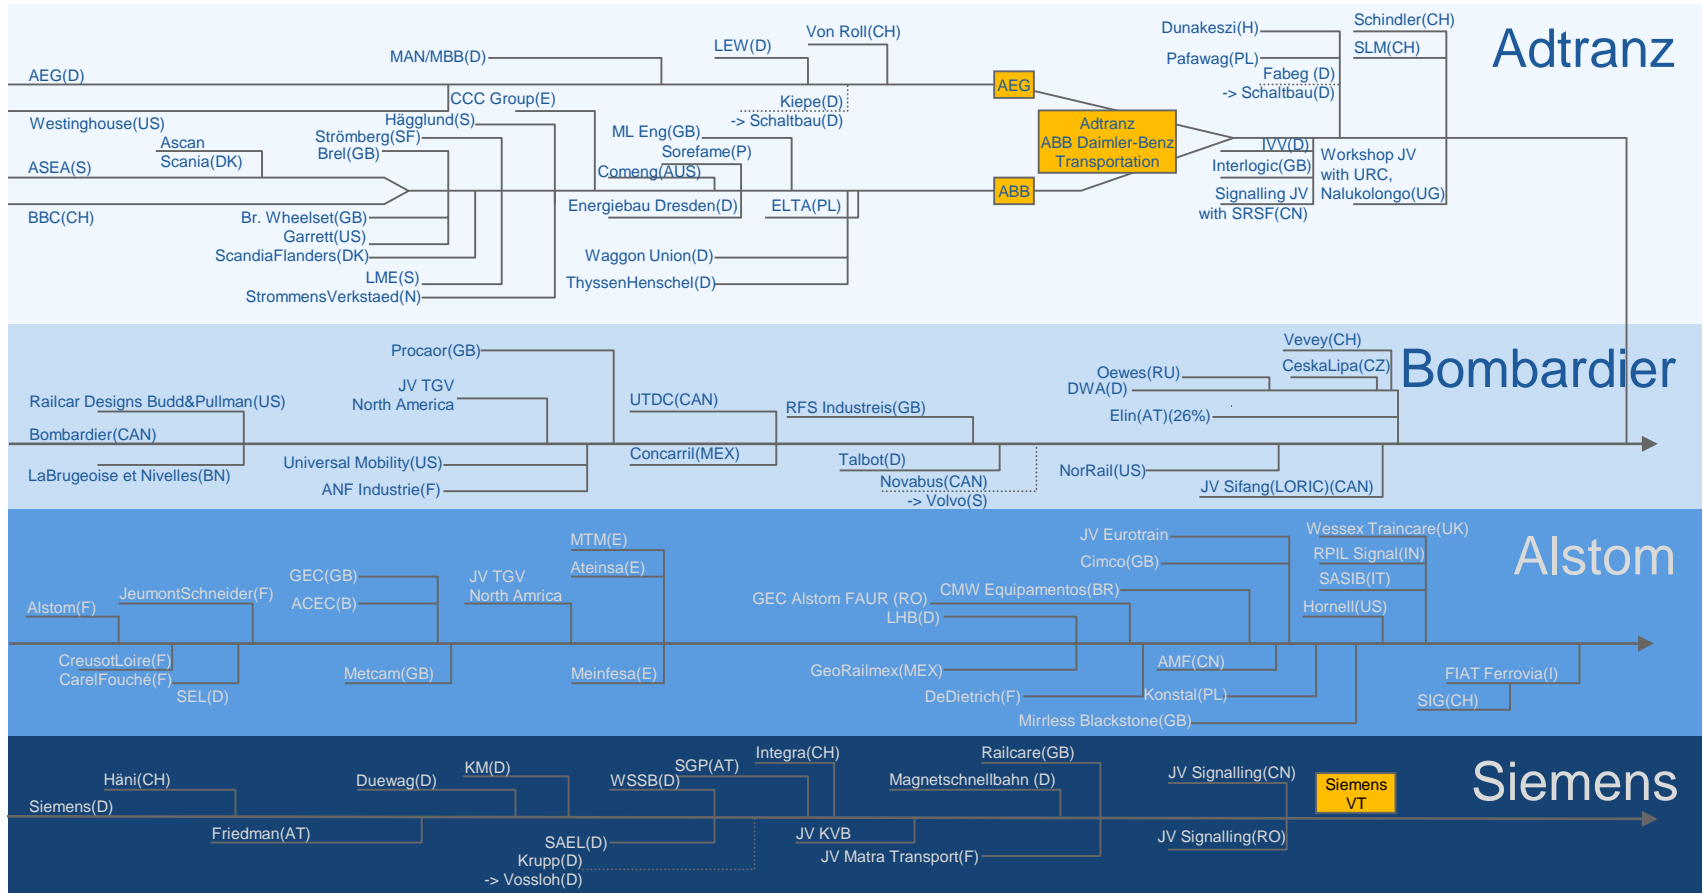 Adtranz
Schindler(CH)
Dunakeszi(H)
Von Roll(CH)
LEW(D)
SLM(CH)
MAN/MBB(D)
Pafawag(PL)
AEG(D)
Fabeg (D)
-> Schaltbau(D)
AEG
CCC Group(E)
Kiepe(D)
-> Schaltbau(D)
Westinghouse(US)
Hägglund(S)
Adtranz
ABB Daimler-Benz
Transportation
Strömberg(SF)
ML Eng(GB)
Ascan
Scania(DK)
Brel(GB)
Sorefame(P)
IVV(D)
Workshop JV
with URC,
Nalukolongo(UG)
ASEA(S)
Comeng(AUS)
Interlogic(GB)
ABB
Signalling JV
with SRSF(CN)
Energiebau Dresden(D)
ELTA(PL)
BBC(CH)
Br. Wheelset(GB)
Garrett(US)
ScandiaFlanders(DK)
Waggon Union(D)
LME(S)
ThyssenHenschel(D)
StrommensVerkstaed(N)
Bombardier
Vevey(CH)
Procaor(GB)
CeskaLipa(CZ)
Oewes(RU)
JV TGV
North America
DWA(D)
Railcar Designs Budd&Pullman(US)
UTDC(CAN)
RFS Industreis(GB)
Elin(AT)(26%)
Bombardier(CAN)
Concarril(MEX)
Universal Mobility(US)
Talbot(D)
NorRail(US)
LaBrugeoise et Nivelles(BN)
ANF Industrie(F)
Novabus(CAN)
-> Volvo(S)
JV Sifang(LORIC)(CAN)
Alstom
Wessex Traincare(UK)
JV Eurotrain
MTM(E)
RPIL Signal(IN)
Cimco(GB)
Ateinsa(E)
GEC(GB)
JV TGV
North Amrica
SASIB(IT)
JeumontSchneider(F)
CMW Equipamentos(BR)
GEC Alstom FAUR (RO)
ACEC(B)
Alstom(F)
Hornell(US)
LHB(D)
CreusotLoire(F)
AMF(CN)
GeoRailmex(MEX)
Metcam(GB)
Meinfesa(E)
FIAT Ferrovia(I)
CarelFouché(F)
SEL(D)
DeDietrich(F)
Konstal(PL)
SIG(CH)
Mirrless Blackstone(GB)
Siemens
Integra(CH)
Railcare(GB)
KM(D)
SGP(AT)
JV Signalling(CN)
Häni(CH)
Duewag(D)
WSSB(D)
Magnetschnellbahn (D)
Siemens
VT
Siemens(D)
Friedman(AT)
JV KVB
JV Signalling(RO)
SAEL(D)
JV Matra Transport(F)
Krupp(D)
-> Vossloh(D)